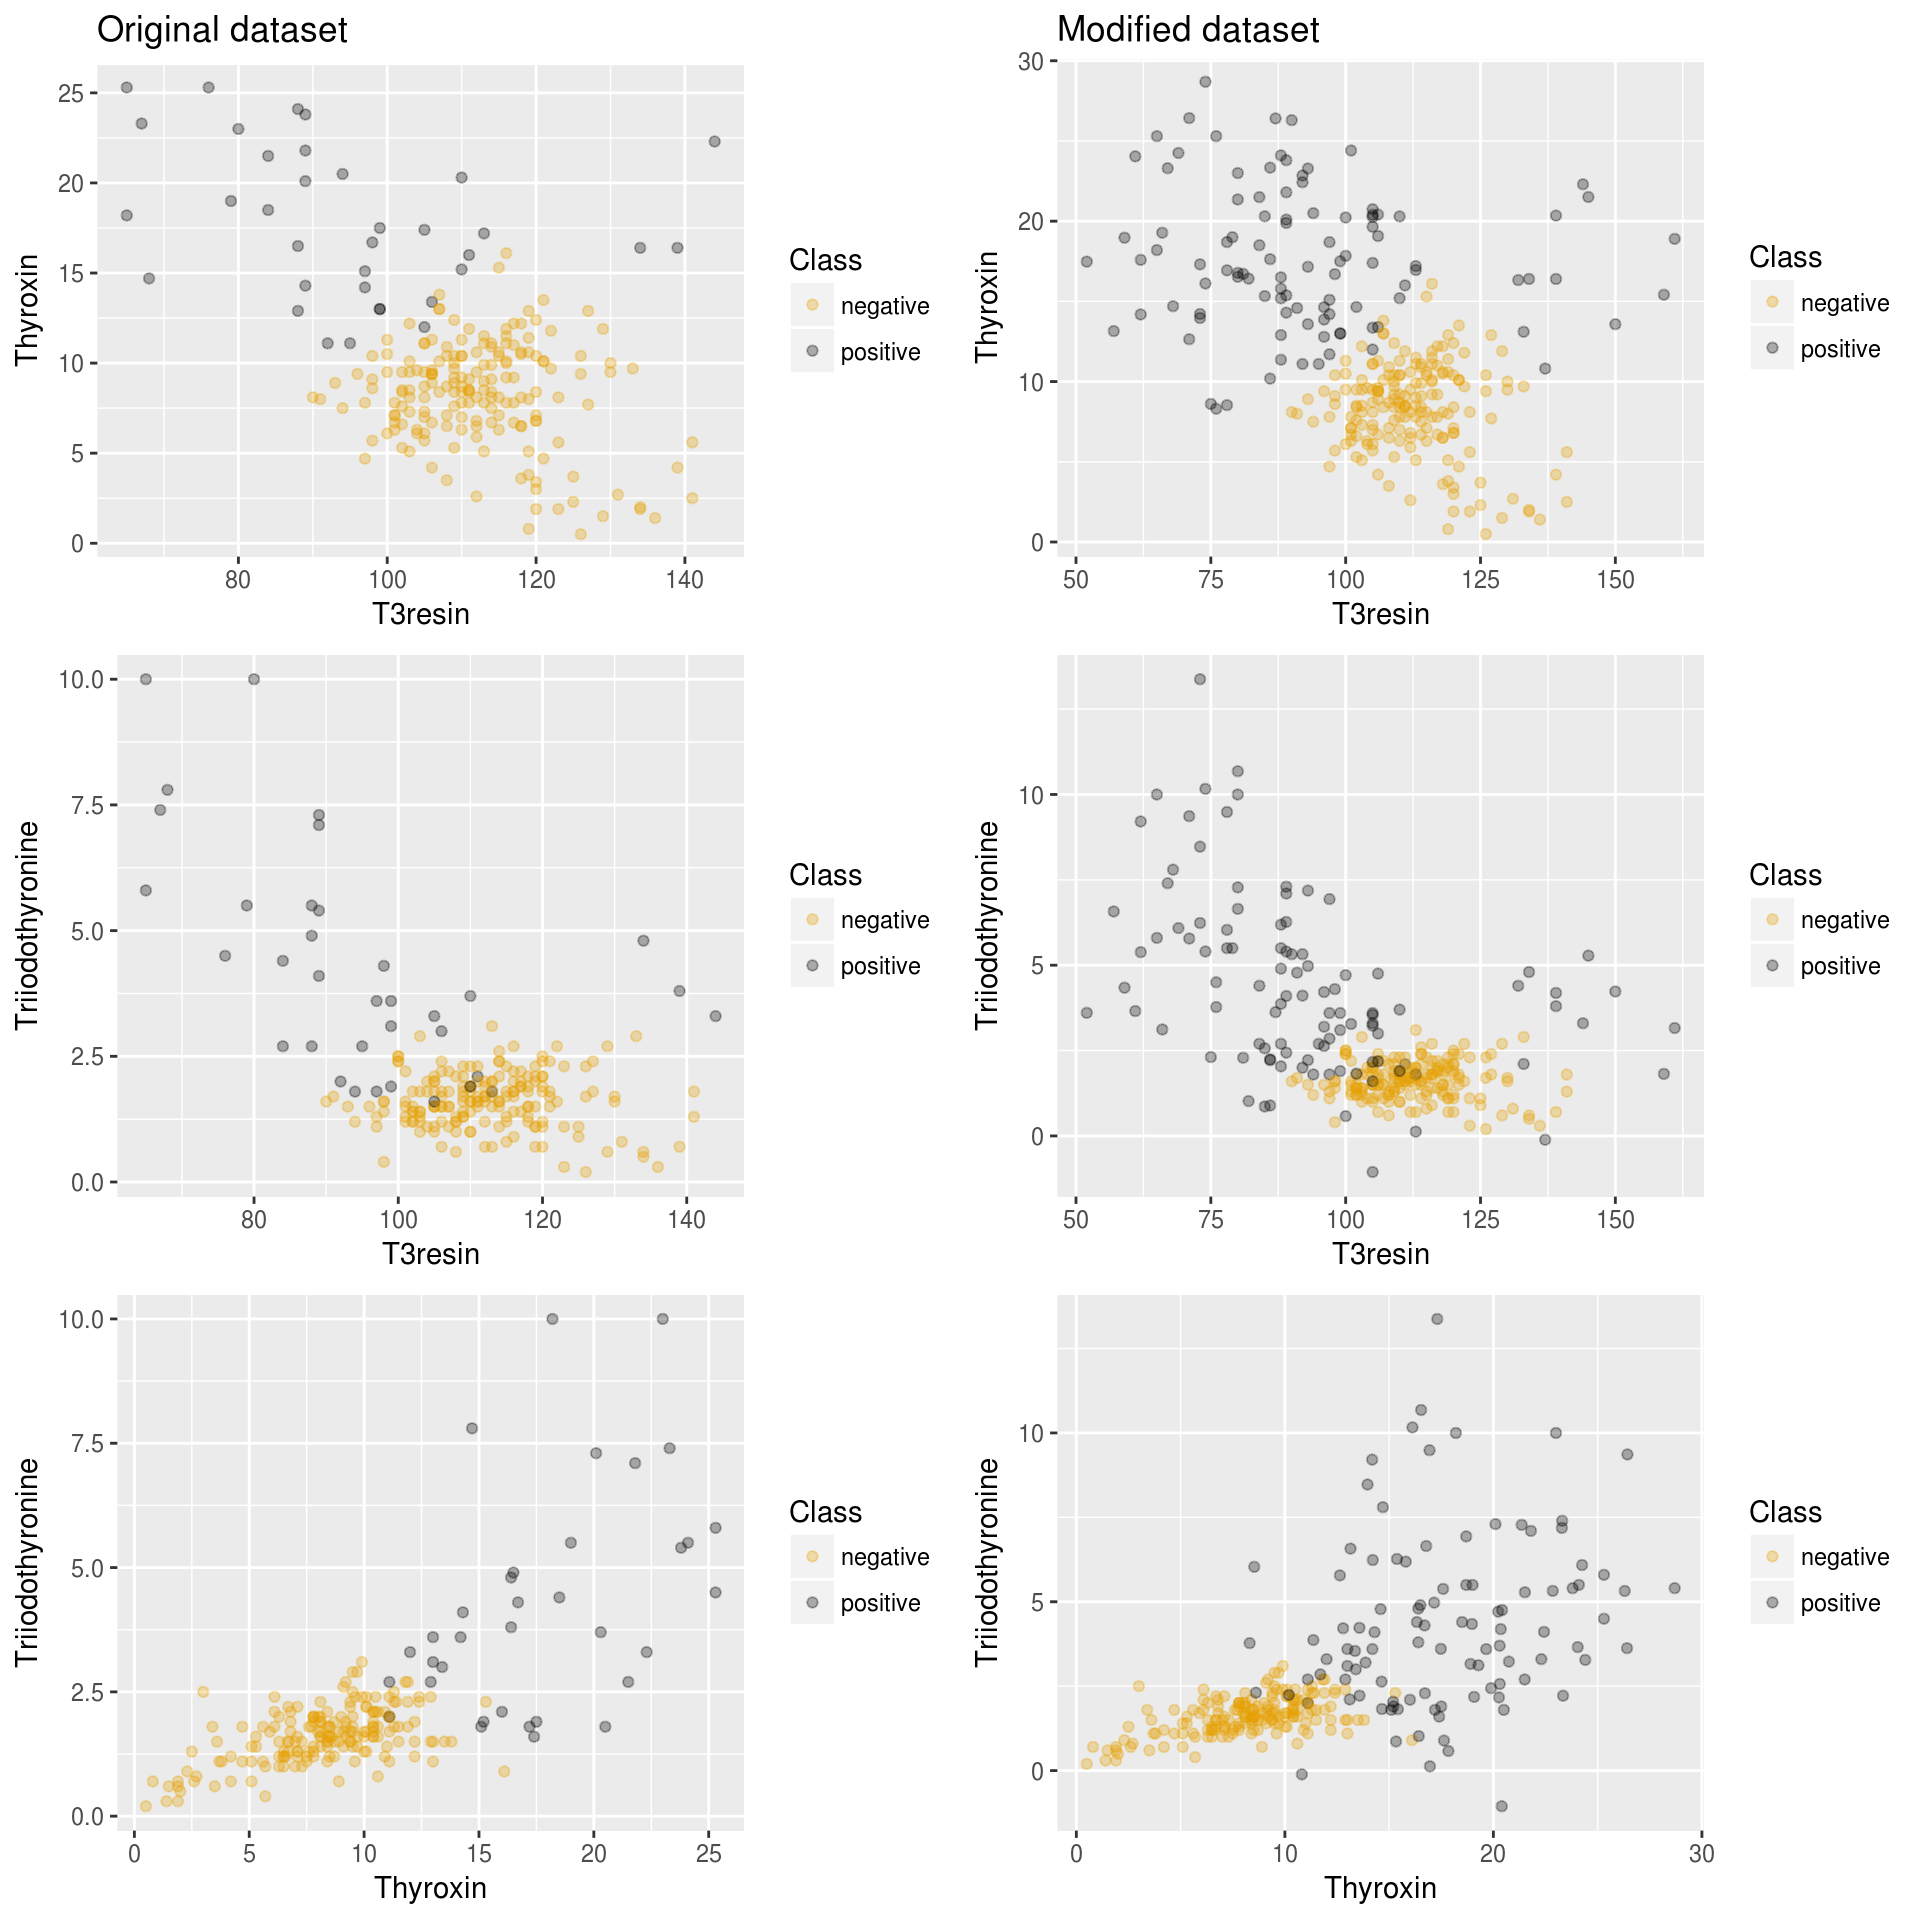 Original dataset
Modified dataset
Thyroxin
25
20
15
10
5
0
80 100 120 140
T3resin
Class
negative
positive
Thyroxin
30
20
10
0
50 75 100 125 150
T3resin
Class
negative
positive
Triiodothyronine
10.0
7.5
5.0
2.5
0.0
80 100 120 140
T3resin
Class
negative
positive
Triiodothyronine
10
5
0
50 75 100 125 150
T3resin
Class
negative
positive
Triiodothyronine
10.0
7.5
5.0
2.5
0.0
0 5 10 15 20 25
Thyroxin
Class
negative
positive
Triiodothyronine
10
5
0
0 10 20 30
Thyroxin
Class
negative
positive